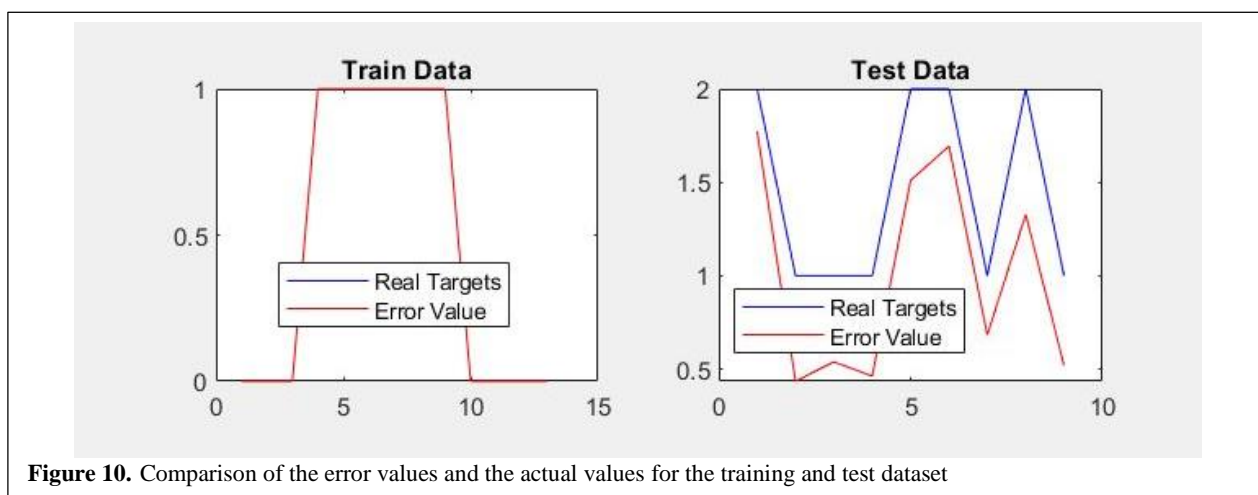 Train Data
1
0.5
0
0
5
10
15
Real Targets
Error Value
Test Data
2
1.5
1
0.5
0
5
10
Real Targets
Error Value
Figure 10. Comparison of the error values and the actual values for the training and test dataset